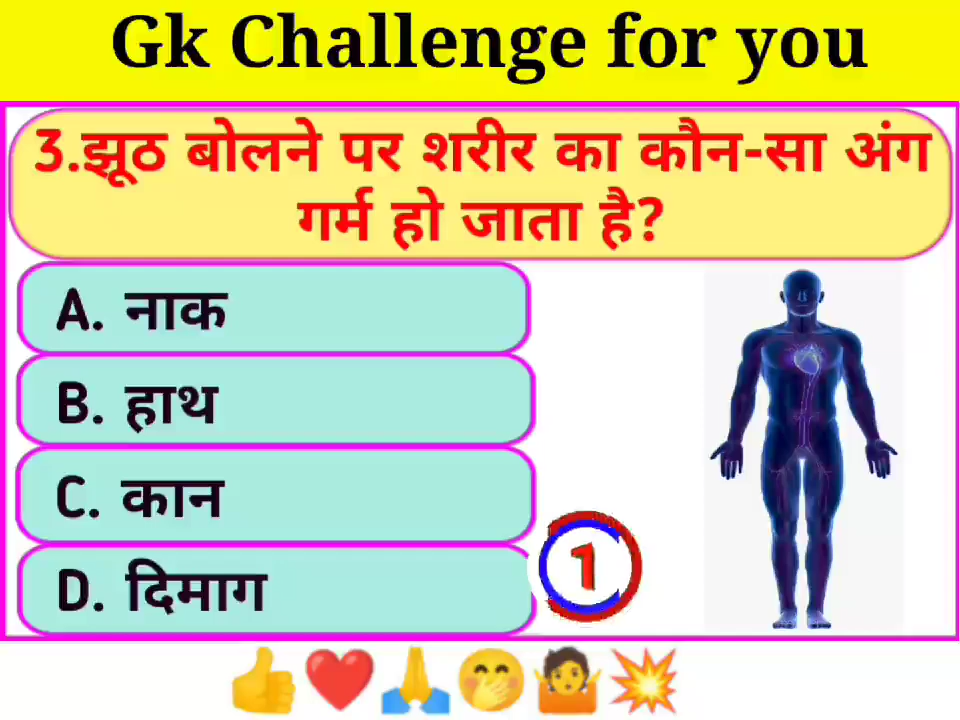 Gk Challenge for you
3.झूठ बोलने पर शरीर का कौन-सा अंग
गर्म हो जाता है?
A. नाक
B. हाथ
C. कान
D. दिमाग
1